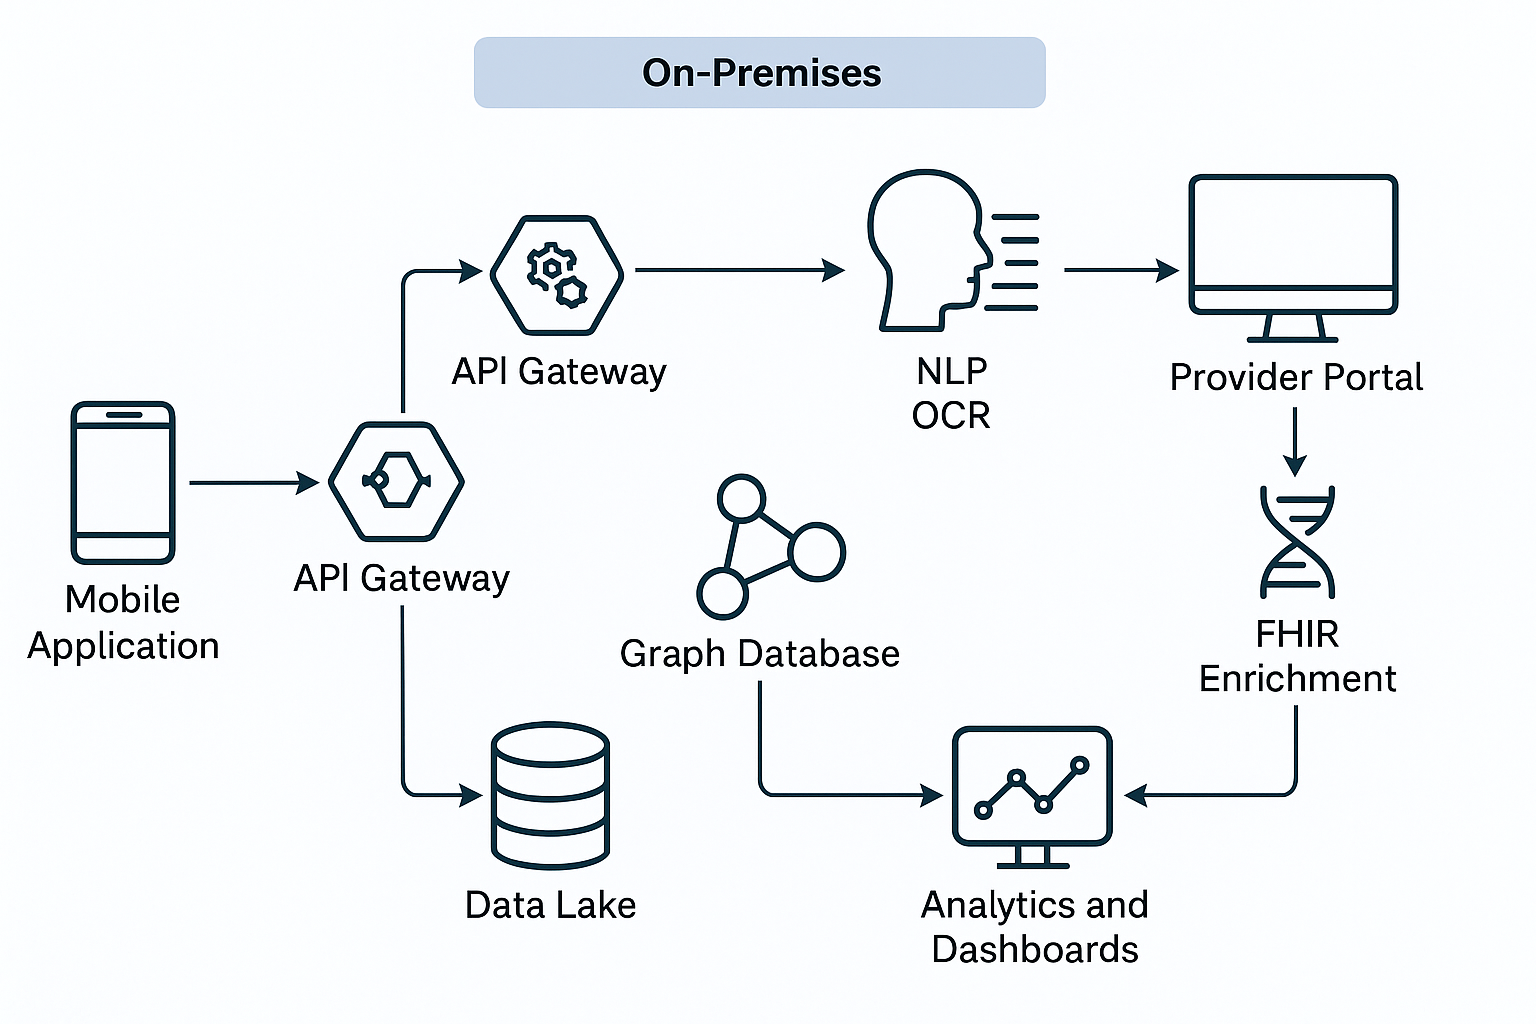 On-Premises
API Gateway
NLP
OCR
Provider Portal
Mobile
Application
API Gateway
Graph Database
FHIR
Enrichment
Data Lake
Analytics and
Dashboards